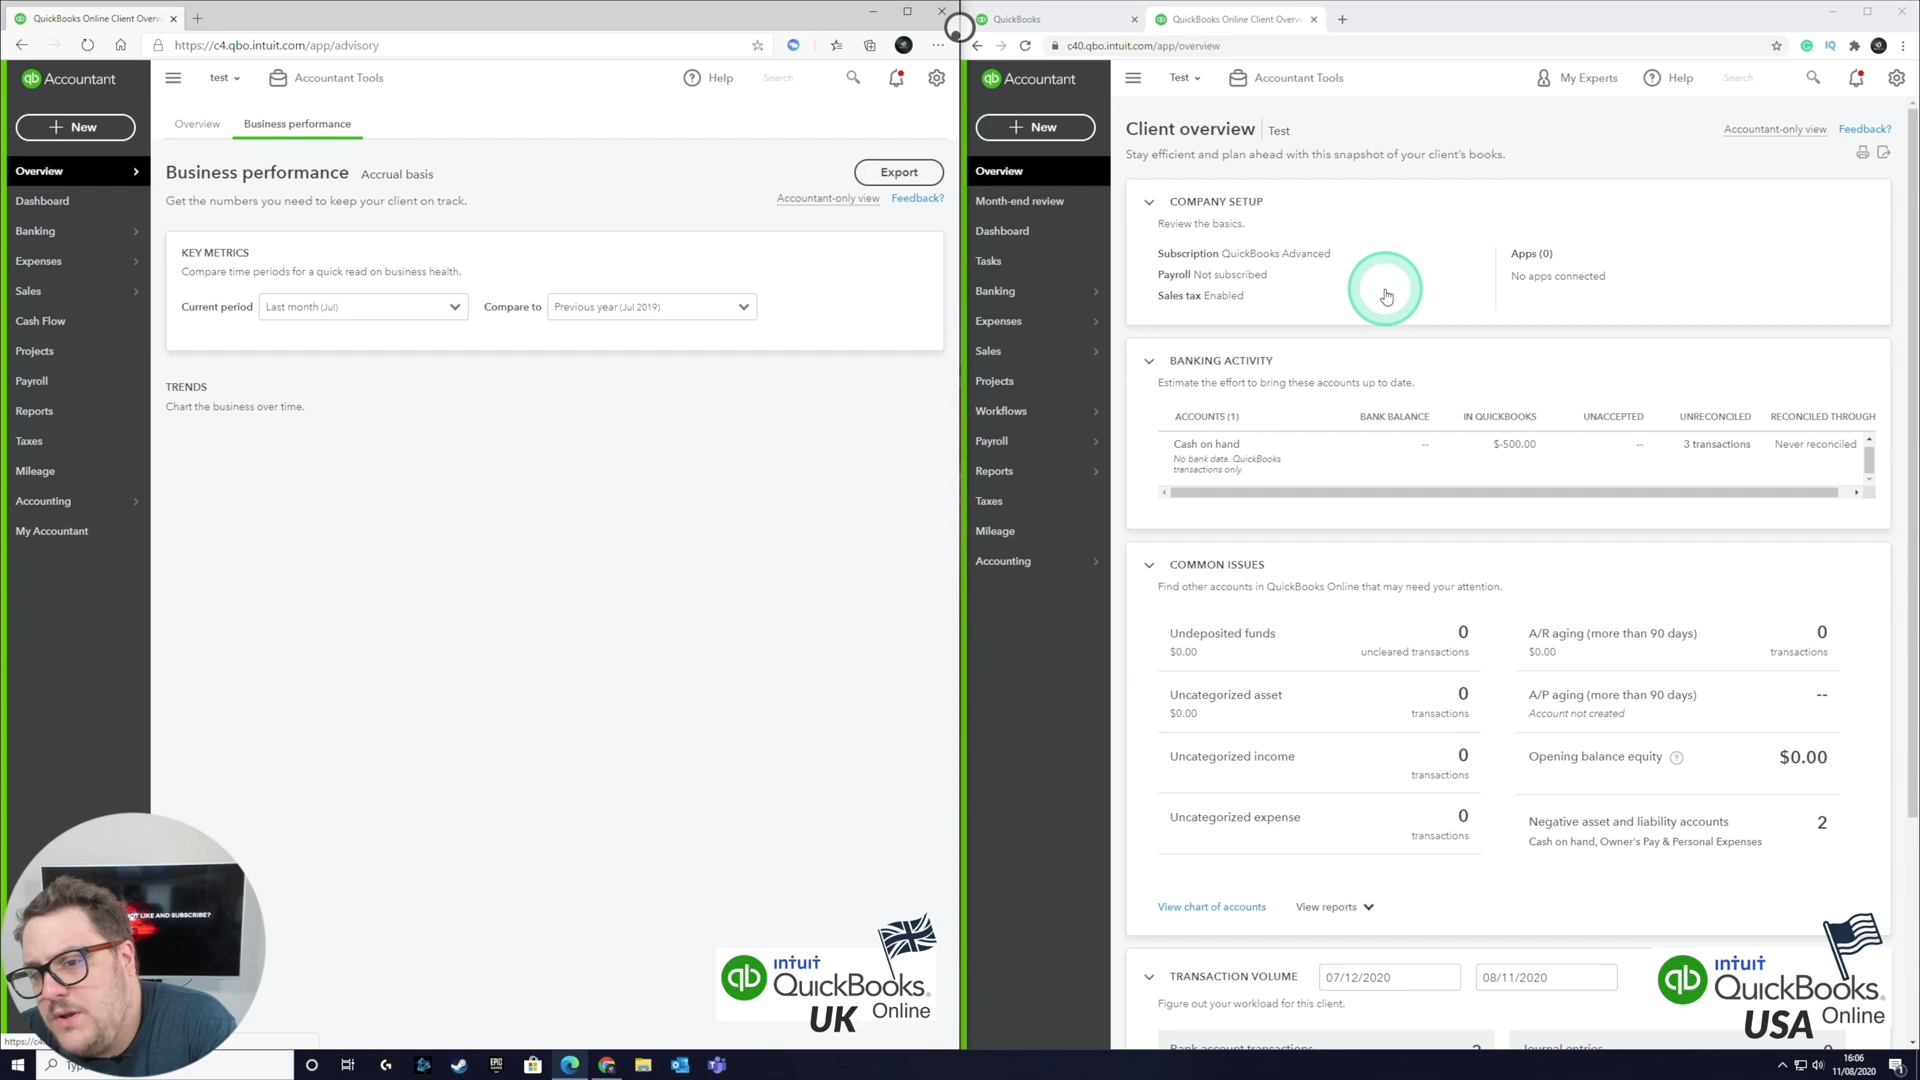 QuickBooks Online Client Overvi
https://c4.qbo.intuit.com/app/advisory
Accountant
test
Accountant Tools
Help
Search
New
Overview
Dashboard
Banking
Expenses
Sales
Cash Flow
Projects
Payroll
Reports
Taxes
Mileage
Accounting
My Accountant
Overview
Business performance
Business performance Accrual basis
Export
Get the numbers you need to keep your client on track.
Accountant-only view Feedback?
KEY METRICS
Compare time periods for a quick read on business health.
Current period Last month (Jul) Compare to Previous year (Jul 2019)
TRENDS
Chart the business over time.
OT LIKE AND SUBSCRIBE?
intuit
QuickBooks.
Online
UK
https://c4
QuickBooks
QuickBooks Online Client Overvi
c40.qbo.intuit.com/app/overview
Accountant
Test
Accountant Tools
My Experts
Help
Search
New
Overview
Month-end review
Dashboard
Tasks
Banking
Expenses
Sales
Projects
Workflows
Payroll
Reports
Taxes
Mileage
Accounting
Client overview Test
Accountant-only view Feedback?
Stay efficient and plan ahead with this snapshot of your client's books.
COMPANY SETUP
Review the basics.
Subscription QuickBooks Advanced
Payroll Not subscribed
Sales tax Enabled
Apps (0)
No apps connected
BANKING ACTIVITY
Estimate the effort to bring these accounts up to date.
ACCOUNTS (1) BANK BALANCE IN QUICKBOOKS UNACCEPTED UNRECONCILED RECONCILED THROUGH
Cash on hand -- $-500.00 -- 3 transactions Never reconciled
No bank data. QuickBooks
transactions only.
COMMON ISSUES
Find other accounts in QuickBooks Online that may need your attention.
Undeposited funds 0
$0.00 uncleared transactions
Uncategorized asset 0
$0.00 transactions
Uncategorized income 0
transactions
Uncategorized expense 0
transactions
A/R aging (more than 90 days) 0
$0.00 transactions
A/P aging (more than 90 days) --
Account not created
Opening balance equity $0.00
Negative asset and liability accounts 2
Cash on hand, Owner's Pay & Personal Expenses
View chart of accounts View reports
TRANSACTION VOLUME 07/12/2020 08/11/2020
Figure out your workload for this client.
Bank account transactions
Journal entries
intuit
QuickBooks.
Online
USA
16:06
11/08/2020